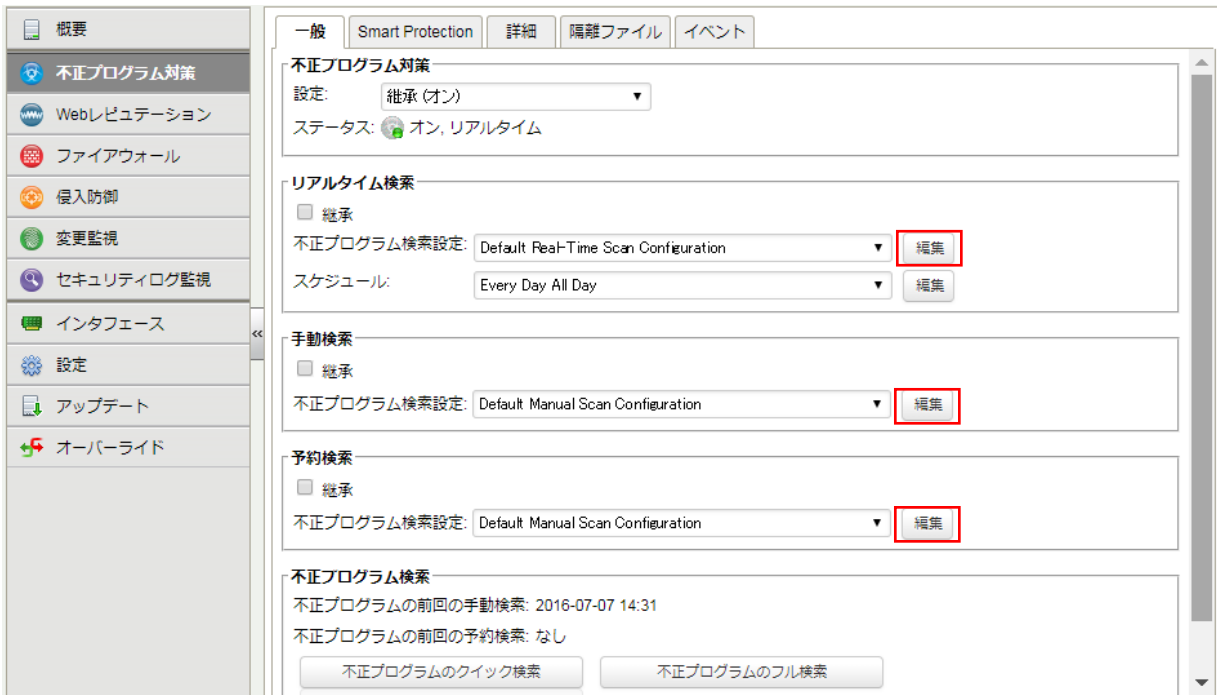 概要
不正プログラム対策
Webレピュテーション
ファイアウォール
侵入防御
変更監視
セキュリティログ監視
インタフェース
設定
アップデート
オーバーライド
«
一般 Smart Protection 詳細 隔離ファイル イベント
不正プログラム対策
設定: 継承 (オン)
ステータス: オン, リアルタイム
リアルタイム検索
継承
不正プログラム検索設定: Default Real-Time Scan Configuration 編集
スケジュール: Every Day All Day 編集
手動検索
継承
不正プログラム検索設定: Default Manual Scan Configuration 編集
予約検索
継承
不正プログラム検索設定: Default Manual Scan Configuration 編集
不正プログラム検索
不正プログラムの前回の手動検索: 2016-07-07 14:31
不正プログラムの前回の予約検索: なし
不正プログラムのクイック検索 不正プログラムのフル検索